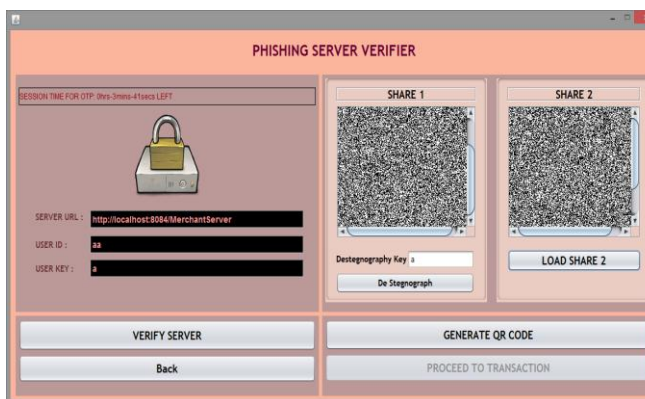 PHISHING SERVER VERIFIER
SESSION TIME FOR OTP: 0hrs-3mins-41secs LEFT
SERVER URL : http://localhost:8084/MerchantServer
USER ID : aa
USER KEY : a
SHARE 1
Destegnography Key a
De Stegnograph
SHARE 2
LOAD SHARE 2
VERIFY SERVER
Back
GENERATE QR CODE
PROCEED TO TRANSACTION